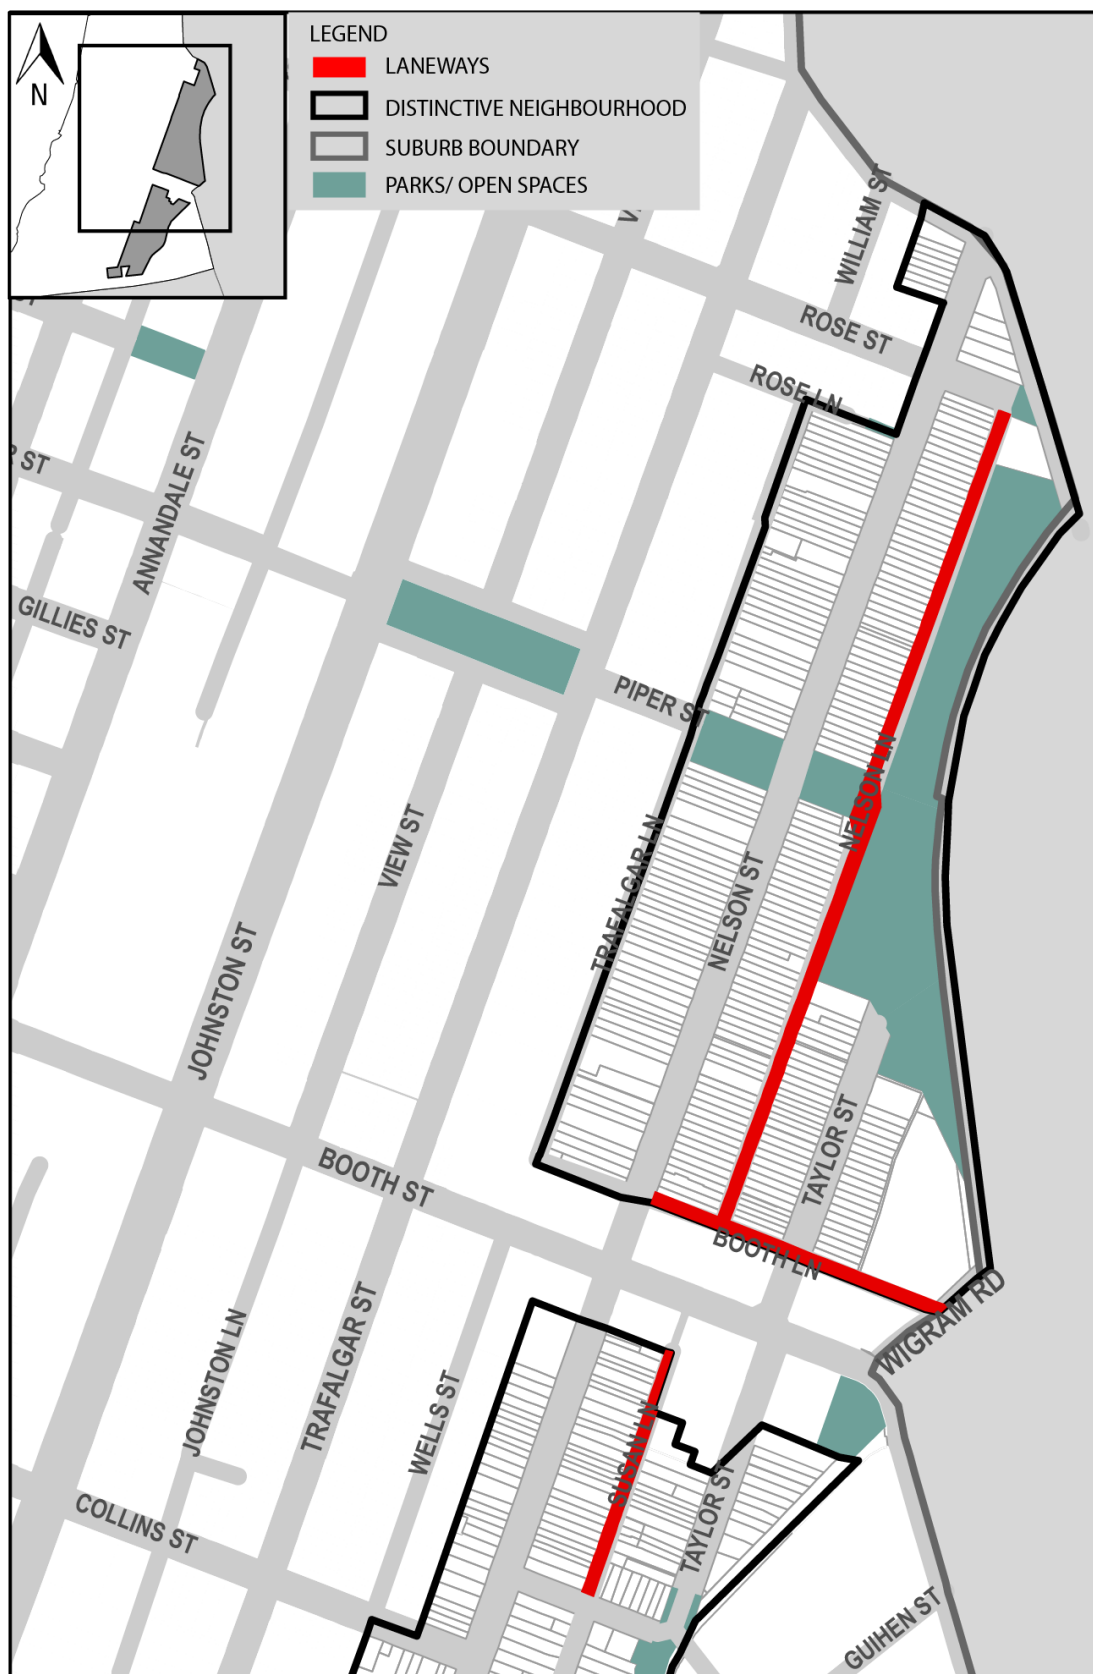 N
LEGEND
LANEWAYS
DISTINCTIVE NEIGHBOURHOOD
SUBURB BOUNDARY
PARKS/ OPEN SPACES
WILLIAM ST
ROSE ST
ROSE LN
ANNANDALE ST
GILLIES ST
PIPER ST
NELSON LN
TRAFALGAR LN
VIEW ST
NELSON ST
JOHNSTON ST
TAYLOR ST
BOOTH ST
BOOTH LN
WIGRAM RD
TRAFALGAR ST
JOHNSTON LN
WELLS ST
SUSAN LN
TAYLOR ST
COLLINS ST
GUIHEN ST